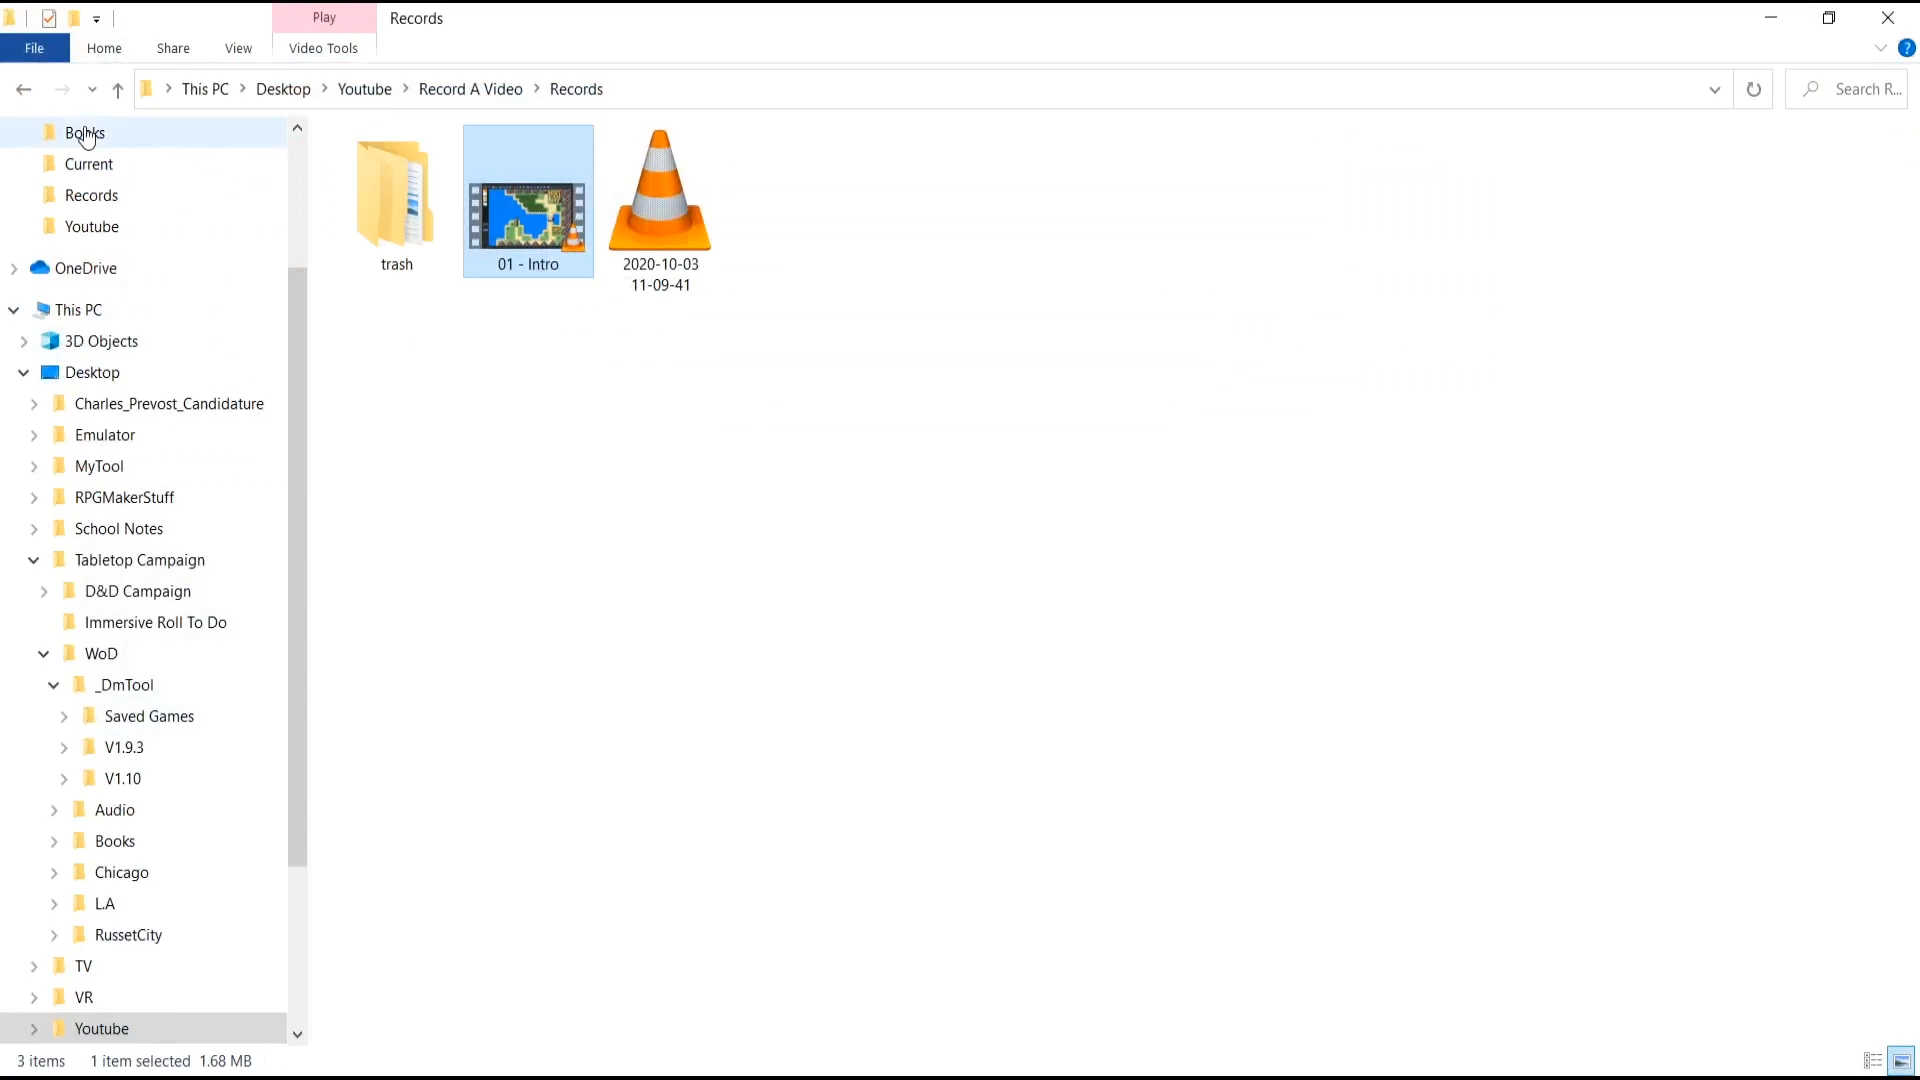 Play
Records
File
Home
Share
View
Video Tools
This PC
Desktop
Youtube
Record A Video
Records
Search R...
Books
Current
Records
Youtube
OneDrive
This PC
3D Objects
Desktop
Charles_Prevost_Candidature
Emulator
MyTool
RPGMakerStuff
School Notes
Tabletop Campaign
D&D Campaign
Immersive Roll To Do
WoD
_DmTool
Saved Games
V1.9.3
V1.10
Audio
Books
Chicago
L.A
RussetCity
TV
VR
Youtube
trash
01 - Intro
2020-10-03
11-09-41
3 items
1 item selected 1.68 MB